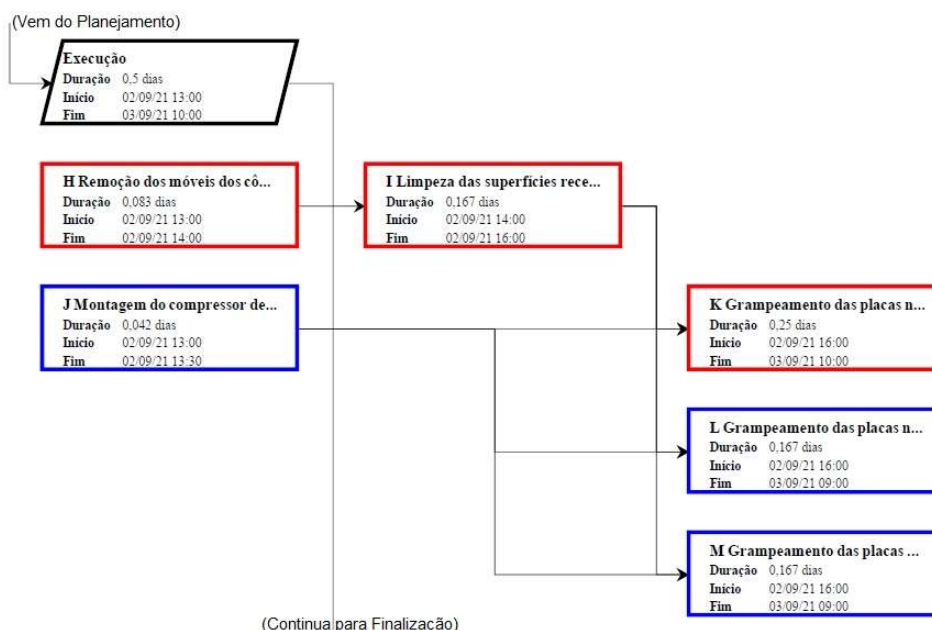 (Vem do Planejamento)
Execução
Duração 0,5 dias
Início 02/09/21 13:00
Fim 03/09/21 10:00
H Remoção dos móveis dos cô...
Duração 0,083 dias
Início 02/09/21 13:00
Fim 02/09/21 14:00
I Limpeza das superfícies rece...
Duração 0,167 dias
Início 02/09/21 14:00
Fim 02/09/21 16:00
J Montagem do compressor de...
Duração 0,042 dias
Início 02/09/21 13:00
Fim 02/09/21 13:30
K Grampeamento das placas n...
Duração 0,25 dias
Início 02/09/21 16:00
Fim 03/09/21 10:00
L Grampeamento das placas n...
Duração 0,167 dias
Início 02/09/21 16:00
Fim 03/09/21 09:00
M Grampeamento das placas ...
Duração 0,167 dias
Início 02/09/21 16:00
Fim 03/09/21 09:00
(Continua para Finalização)